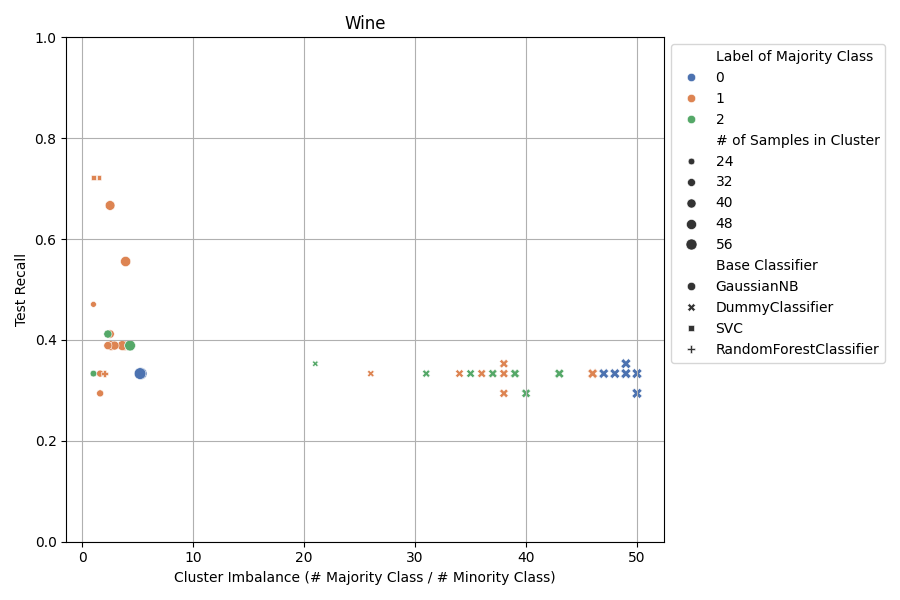 Wine
1.0
0.8
0.6
0.4
0.2
0.0
Test Recall
0
10
20
30
40
50
Cluster Imbalance (# Majority Class / # Minority Class)
Label of Majority Class
0
1
2
# of Samples in Cluster
24
32
40
48
56
Base Classifier
GaussianNB
DummyClassifier
SVC
RandomForestClassifier